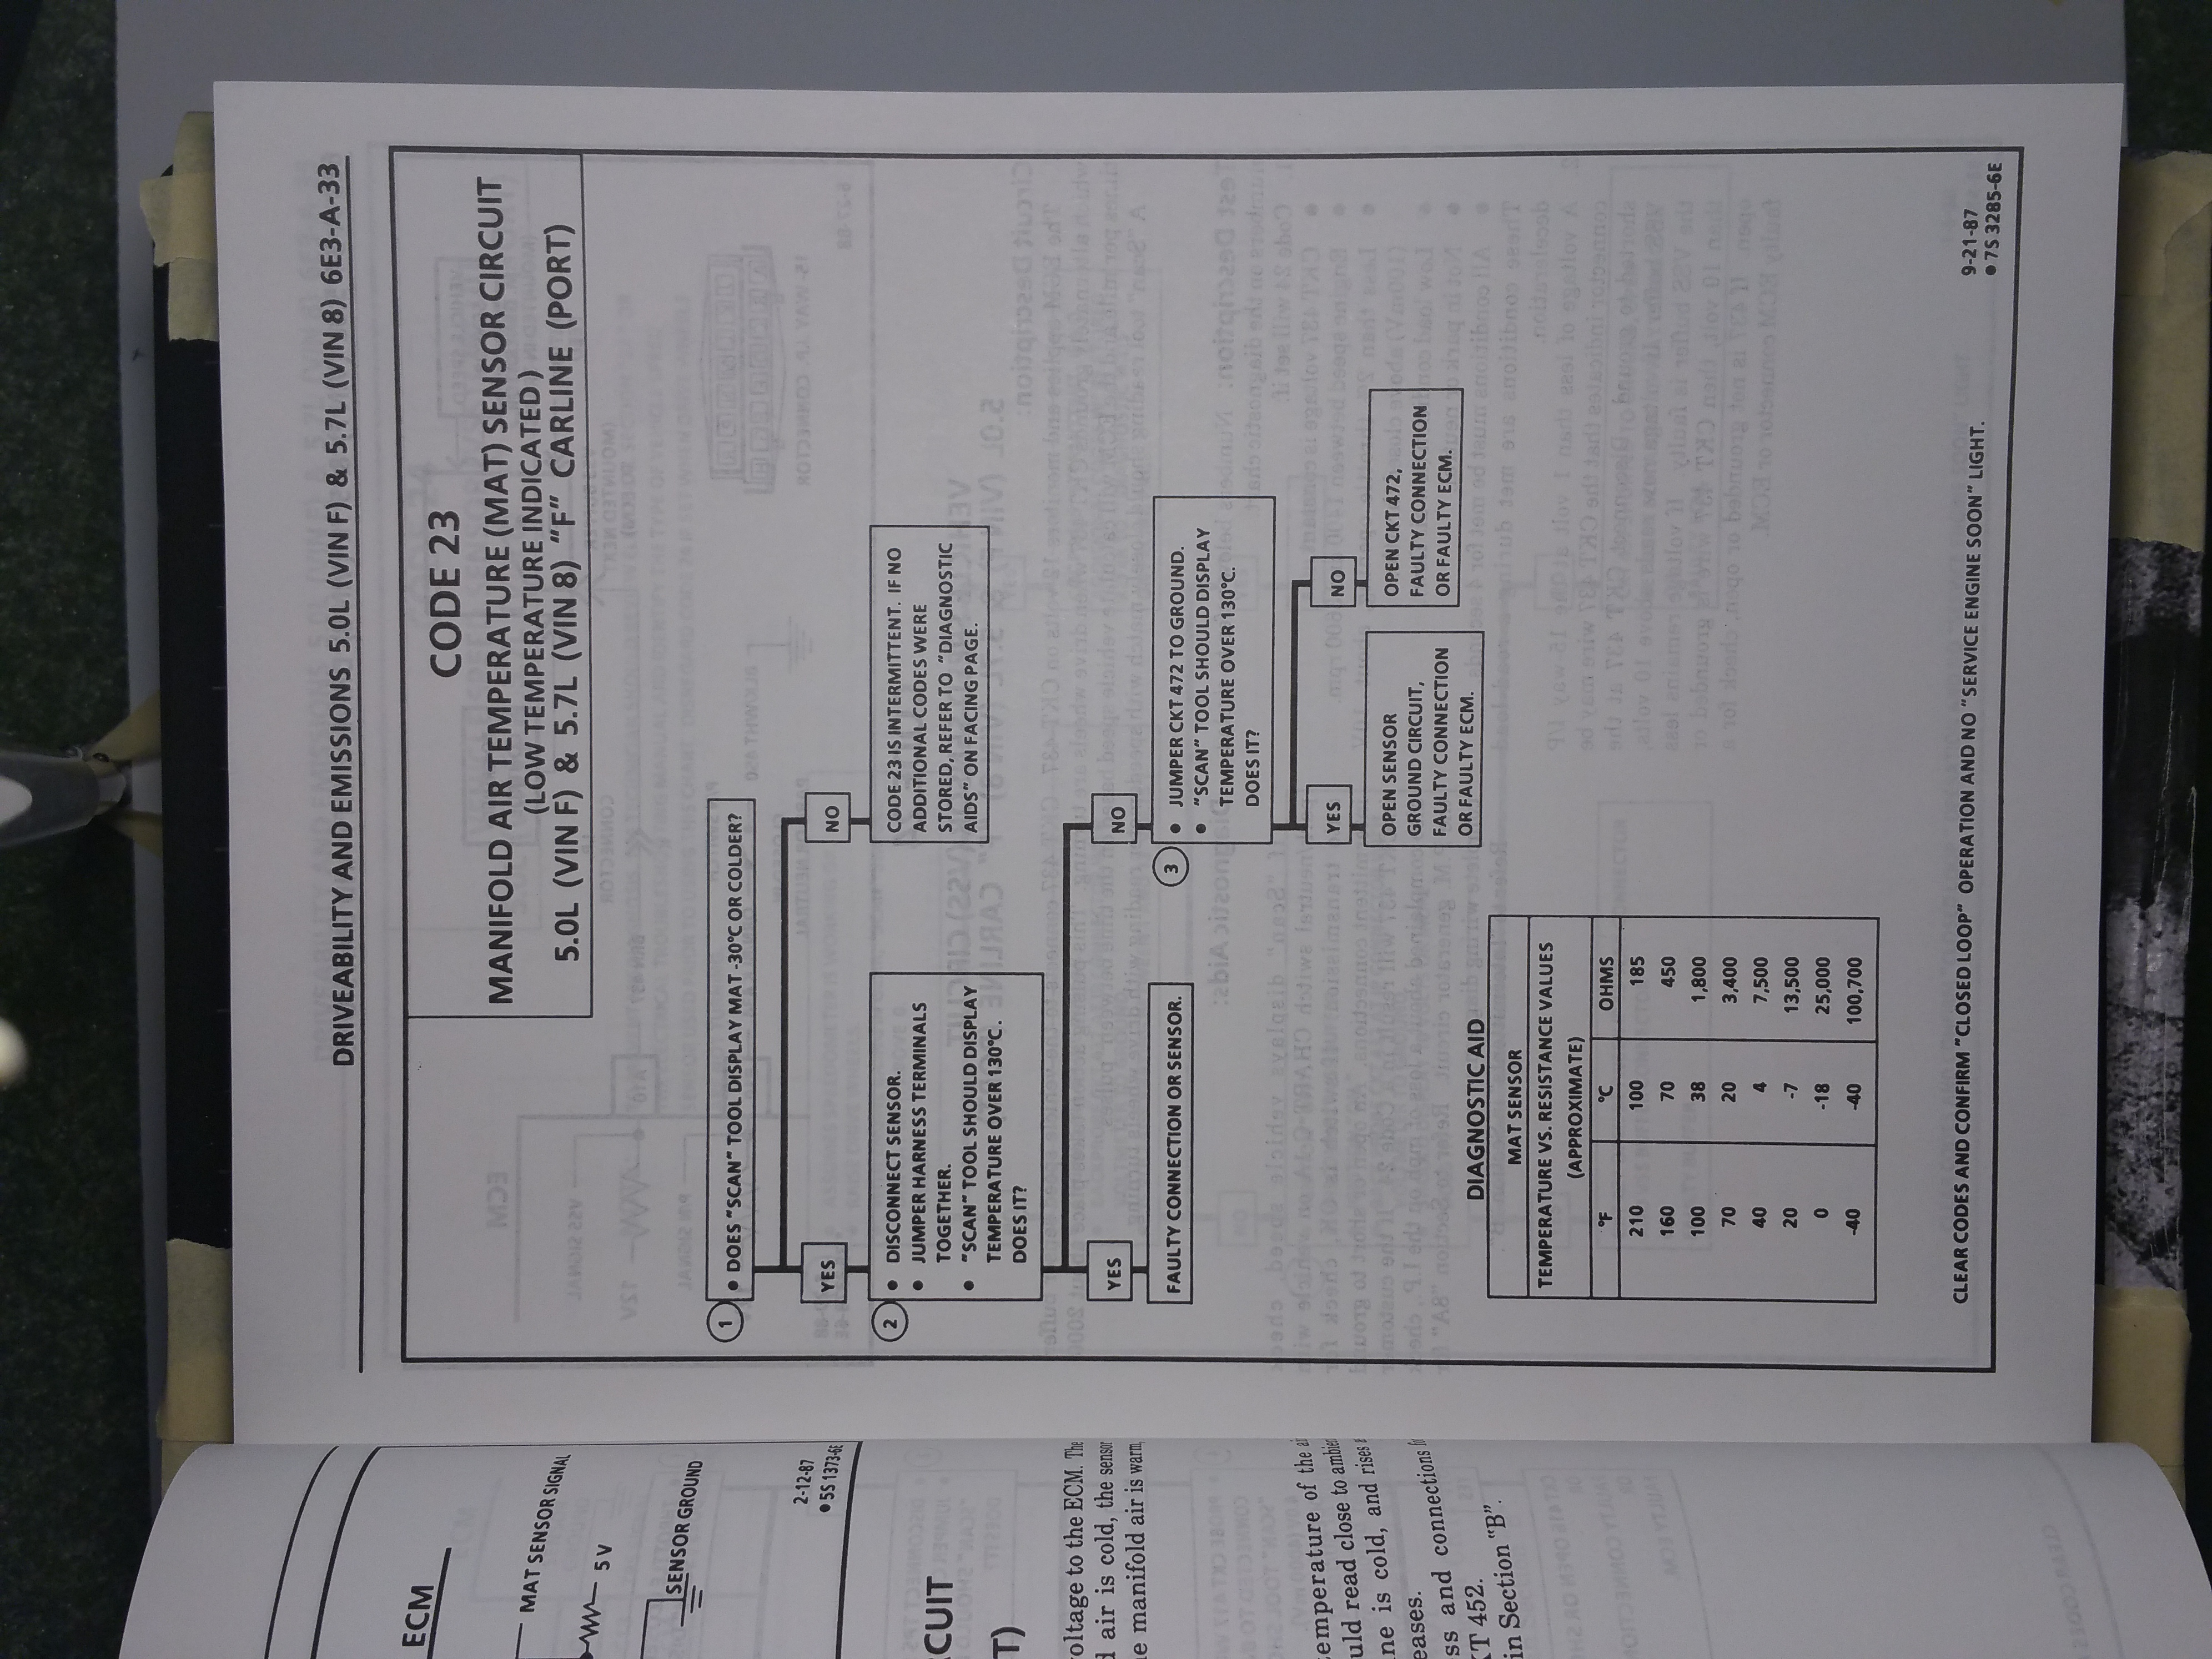 DRIVEABILITY AND EMISSIONS 5.0L (VIN F) & 5.7L (VIN 8) 6E3-A-33
CODE 23
MANIFOLD AIR TEMPERATURE (MAT) SENSOR CIRCUIT
(LOW TEMPERATURE INDICATED)
5.0L (VIN F) & 5.7L (VIN 8) "F" CARLINE (PORT)
1 • DOES "SCAN" TOOL DISPLAY MAT -30°C OR COLDER?
YES
NO
2 • DISCONNECT SENSOR.
• JUMPER HARNESS TERMINALS
TOGETHER.
• "SCAN" TOOL SHOULD DISPLAY
TEMPERATURE OVER 130°C.
DOES IT?
CODE 23 IS INTERMITTENT. IF NO
ADDITIONAL CODES WERE
STORED, REFER TO "DIAGNOSTIC
AIDS" ON FACING PAGE.
YES
NO
FAULTY CONNECTION OR SENSOR.
3 • JUMPER CKT 472 TO GROUND.
• "SCAN" TOOL SHOULD DISPLAY
TEMPERATURE OVER 130°C.
DOES IT?
YES
NO
OPEN SENSOR
GROUND CIRCUIT,
FAULTY CONNECTION
OR FAULTY ECM.
OPEN CKT 472,
FAULTY CONNECTION
OR FAULTY ECM.
DIAGNOSTIC AID
MAT SENSOR
TEMPERATURE VS. RESISTANCE VALUES
(APPROXIMATE)
°F °C OHMS
210 100 185
160 70 450
100 38 1,800
70 20 3,400
40 4 7,500
20 -7 13,500
0 -18 25,000
-40 -40 100,700
CLEAR CODES AND CONFIRM "CLOSED LOOP" OPERATION AND NO "SERVICE ENGINE SOON" LIGHT.
9-21-87
• 7S 3285-6E
ECM
MAT SENSOR SIGNAL
5 V
SENSOR GROUND
2-12-87
• 5S 1373-6E
voltage to the ECM. The
air is cold, the sensor
manifold air is warm,
temperature of the
read close to
is cold, and rises
and connections
452.
in Section "B".